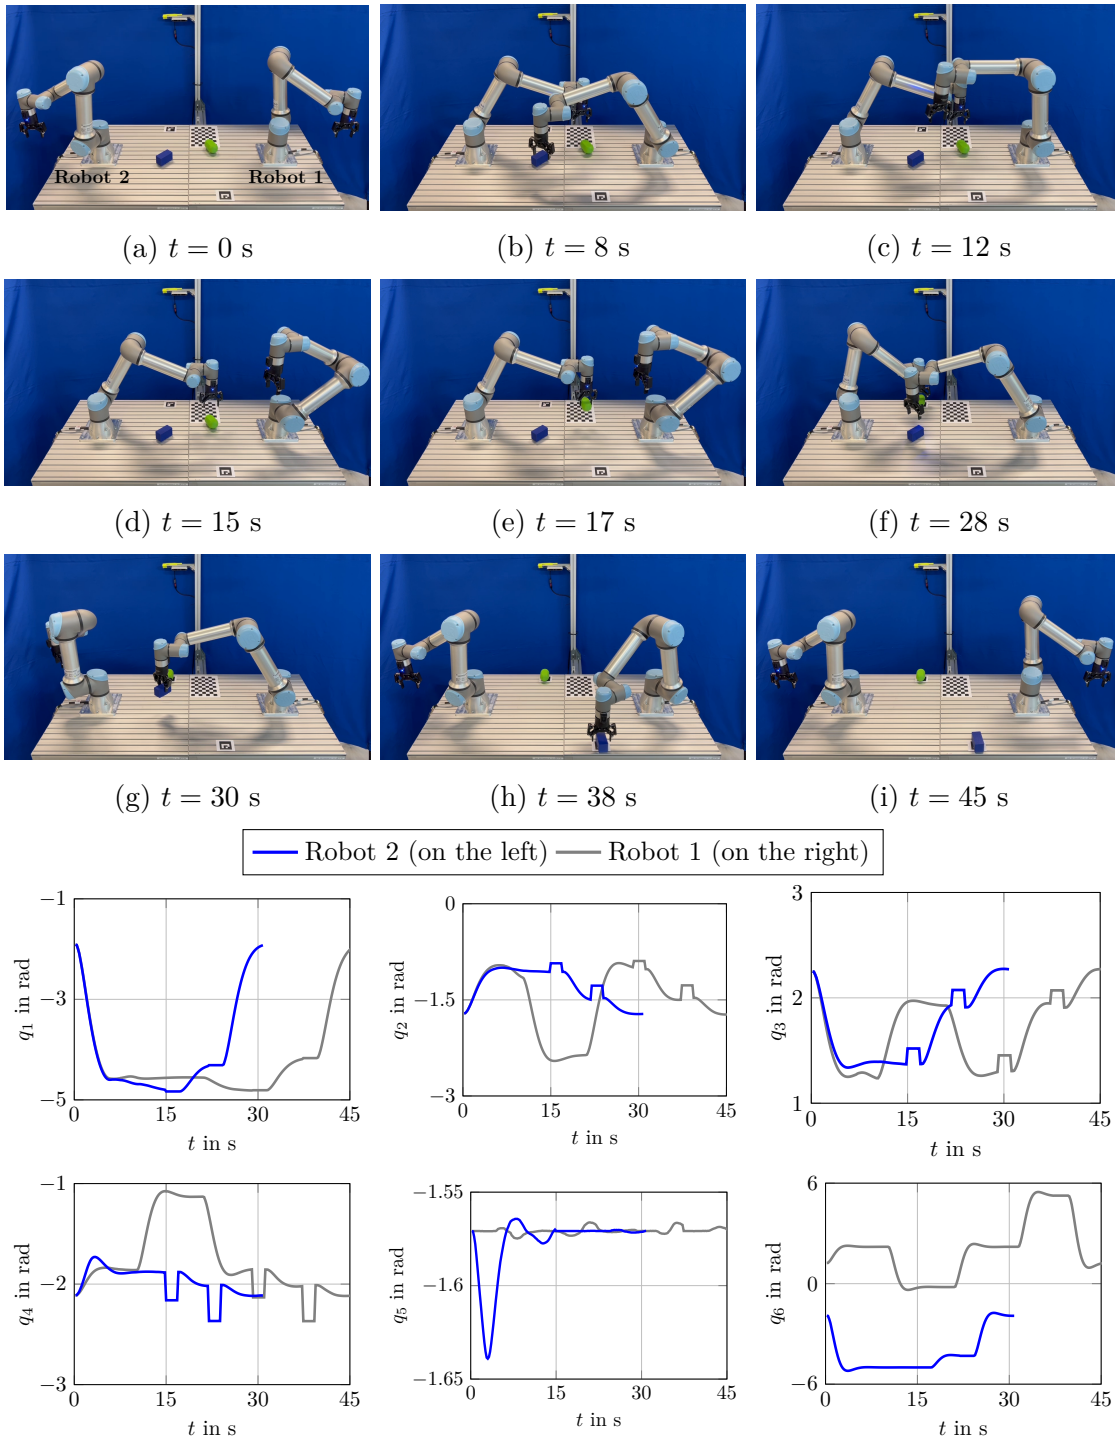 Robot 2 Robot 1
(a) t = 0 s (b) t = 8 s (c) t = 12 s
(d) t = 15 s (e) t = 17 s (f) t = 28 s
(g) t = 30 s (h) t = 38 s (i) t = 45 s
Robot 2 (on the left) Robot 1 (on the right)
−1
−3
−5
0 15 30 45
q1 in rad
t in s
0
−1.5
−3
0 15 30 45
q2 in rad
t in s
3
2
1
0 15 30 45
q3 in rad
t in s
−1
−2
−3
0 15 30 45
q4 in rad
t in s
−1.55
−1.6
−1.65
0 15 30 45
q5 in rad
t in s
6
0
−6
0 15 30 45
q6 in rad
t in s